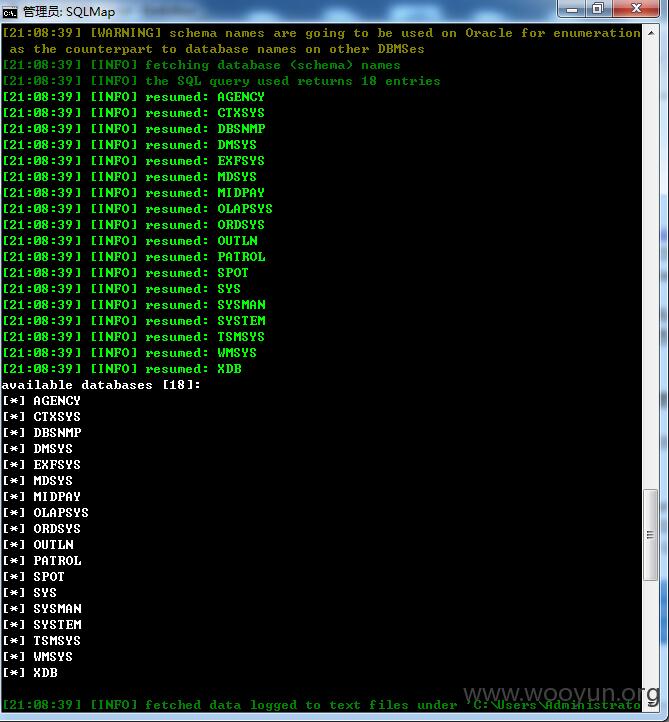 管理员: SQLMap
[21:08:39] [WARNING] schema names are going to be used on Oracle for enumeration
as the counterpart to database names on other DBMSes
[21:08:39] [INFO] fetching database (schema) names
[21:08:39] [INFO] the SQL query used returns 18 entries
[21:08:39] [INFO] resumed: AGENCY
[21:08:39] [INFO] resumed: CTXSYS
[21:08:39] [INFO] resumed: DBSNMP
[21:08:39] [INFO] resumed: DMSYS
[21:08:39] [INFO] resumed: EXFSYS
[21:08:39] [INFO] resumed: MDSYS
[21:08:39] [INFO] resumed: MIDPAY
[21:08:39] [INFO] resumed: OLAPSYS
[21:08:39] [INFO] resumed: ORDSYS
[21:08:39] [INFO] resumed: OUTLN
[21:08:39] [INFO] resumed: PATROL
[21:08:39] [INFO] resumed: SPOT
[21:08:39] [INFO] resumed: SYS
[21:08:39] [INFO] resumed: SYSMAN
[21:08:39] [INFO] resumed: SYSTEM
[21:08:39] [INFO] resumed: TSMSYS
[21:08:39] [INFO] resumed: WMSYS
[21:08:39] [INFO] resumed: XDB
available databases [18]:
[*] AGENCY
[*] CTXSYS
[*] DBSNMP
[*] DMSYS
[*] EXFSYS
[*] MDSYS
[*] MIDPAY
[*] OLAPSYS
[*] ORDSYS
[*] OUTLN
[*] PATROL
[*] SPOT
[*] SYS
[*] SYSMAN
[*] SYSTEM
[*] TSMSYS
[*] WMSYS
[*] XDB
www.wooyun.org
[21:08:39] [INFO] fetched data logged to text files under 'C:\Users\Administrato